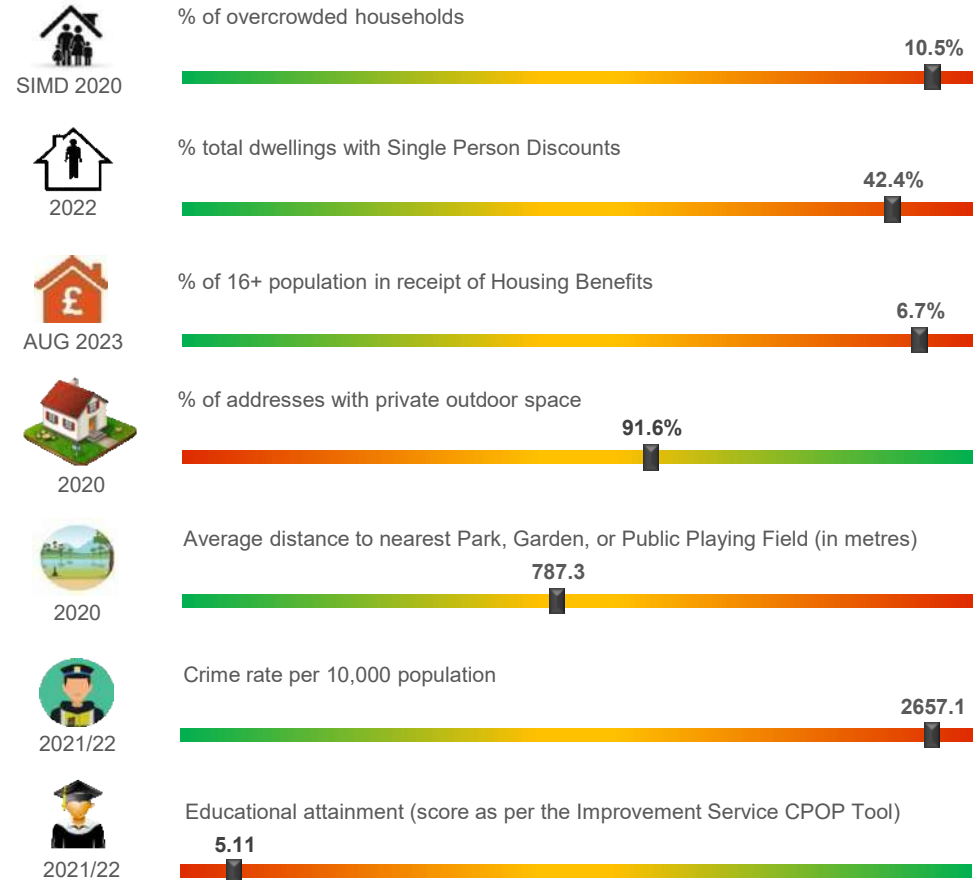 % of overcrowded households
10.5%
SIMD 2020
% total dwellings with Single Person Discounts
42.4%
2022
% of 16+ population in receipt of Housing Benefits
6.7%
£
AUG 2023
% of addresses with private outdoor space
91.6%
2020
Average distance to nearest Park, Garden, or Public Playing Field (in metres)
787.3
2020
Crime rate per 10,000 population
2657.1
2021/22
Educational attainment (score as per the Improvement Service CPOP Tool)
5.11
2021/22